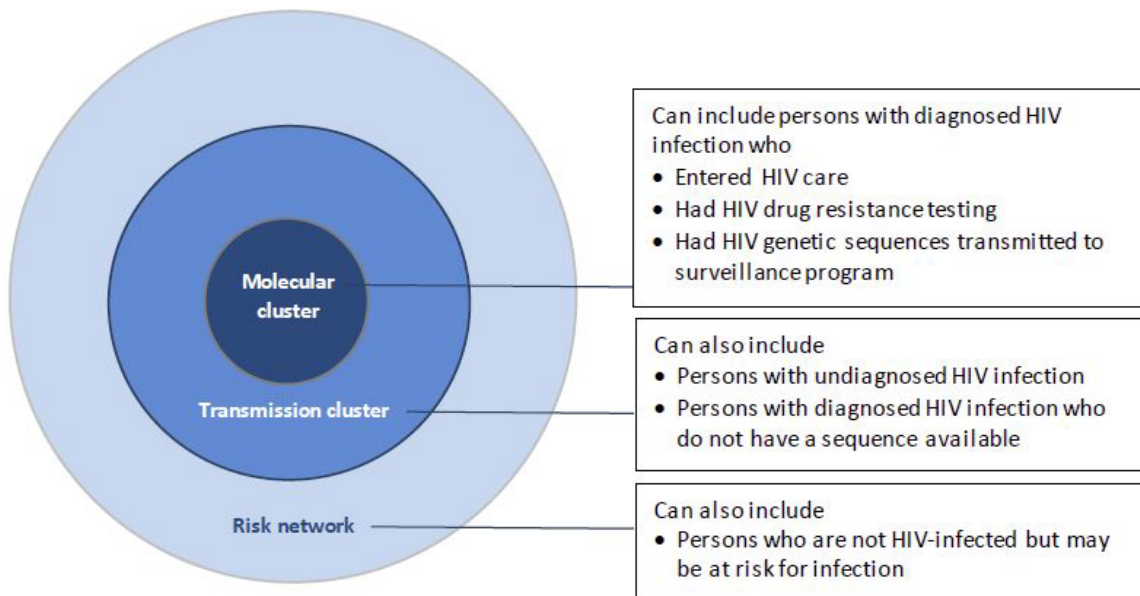 Molecular
cluster
Transmission cluster
Risk network
Can include persons with diagnosed HIV
infection who
• Entered HIV care
• Had HIV drug resistance testing
• Had HIV genetic sequences transmitted to
surveillance program
Can also include
• Persons with undiagnosed HIV infection
• Persons with diagnosed HIV infection who
do not have a sequence available
Can also include
• Persons who are not HIV-infected but may
be at risk for infection